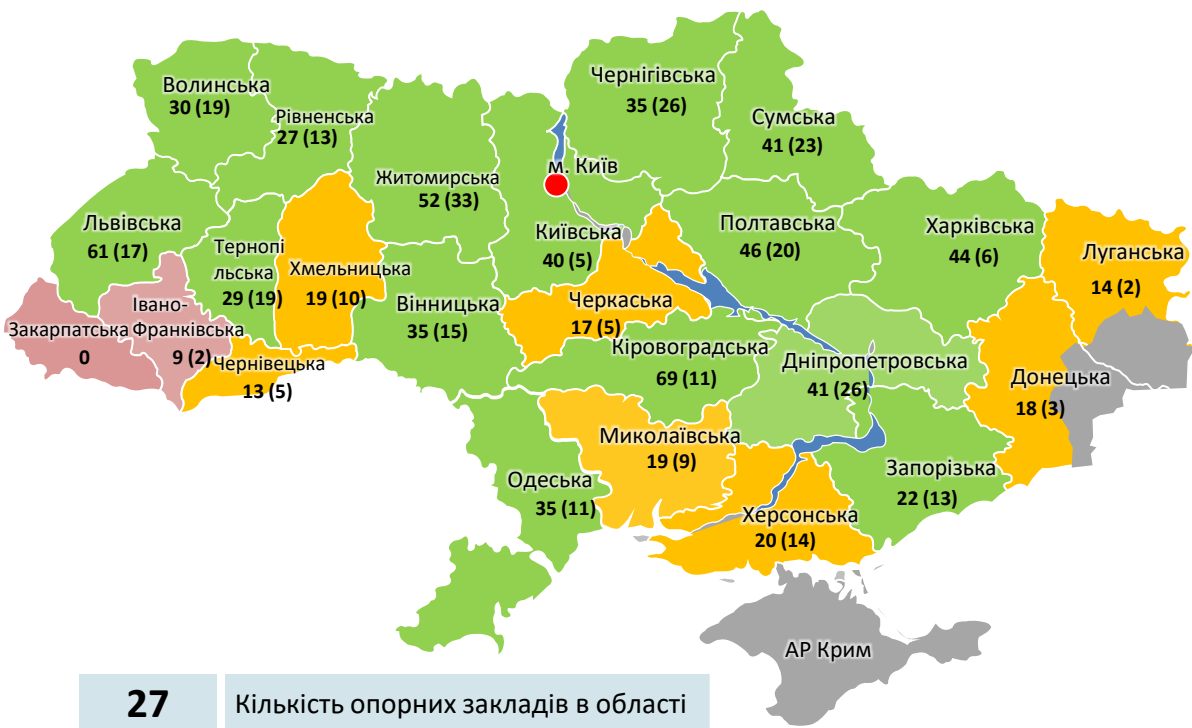 Волинська
30 (19)
Рівненська
27 (13)
Житомирська
52 (33)
Чернігівська
35 (26)
Сумська
41 (23)
м. Київ
Київська
40 (5)
Львівська
61 (17)
Тернопі
льська
29 (19)
Хмельницька
19 (10)
Вінницька
35 (15)
Черкаська
17 (5)
Полтавська
46 (20)
Харківська
44 (6)
Луганська
14 (2)
Закарпатська
0
Івано-
Франківська
9 (2)
Чернівецька
13 (5)
Кіровоградська
69 (11)
Дніпропетровська
41 (26)
Донецька
18 (3)
Миколаївська
19 (9)
Одеська
35 (11)
Запорізька
22 (13)
Херсонська
20 (14)
АР Крим
27 Кількість опорних закладів в області